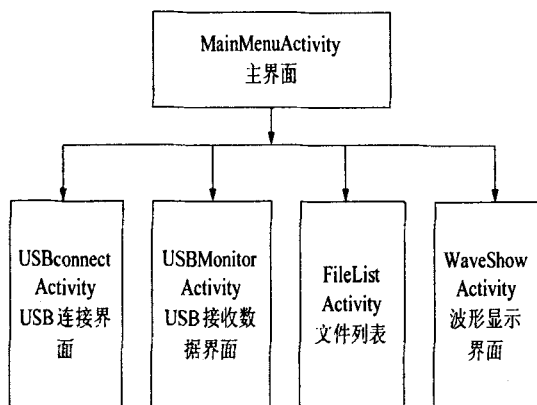 MainMenuActivity
主界面
USBconnect
Activity
USB连接界
面
USBMonitor
Activity
USB接收数
据界面
FileList
Activity
文件列表
WaveShow
Activity
波形显示
界面